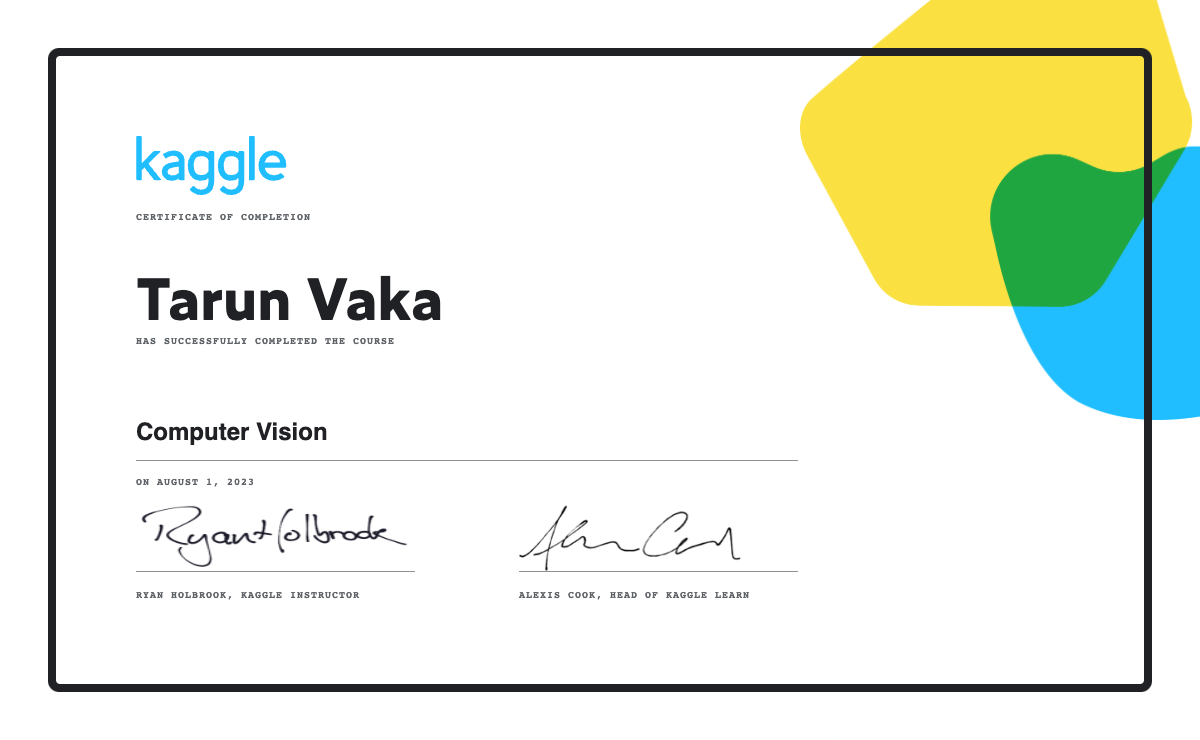 kaggle
CERTIFICATE OF COMPLETION
Tarun Vaka
HAS SUCCESSFULLY COMPLETED THE COURSE
Computer Vision
ON AUGUST 1, 2023
Ryan Holbrook
Alexis Cook
RYAN HOLBROOK, KAGGLE INSTRUCTOR
ALEXIS COOK, HEAD OF KAGGLE LEARN